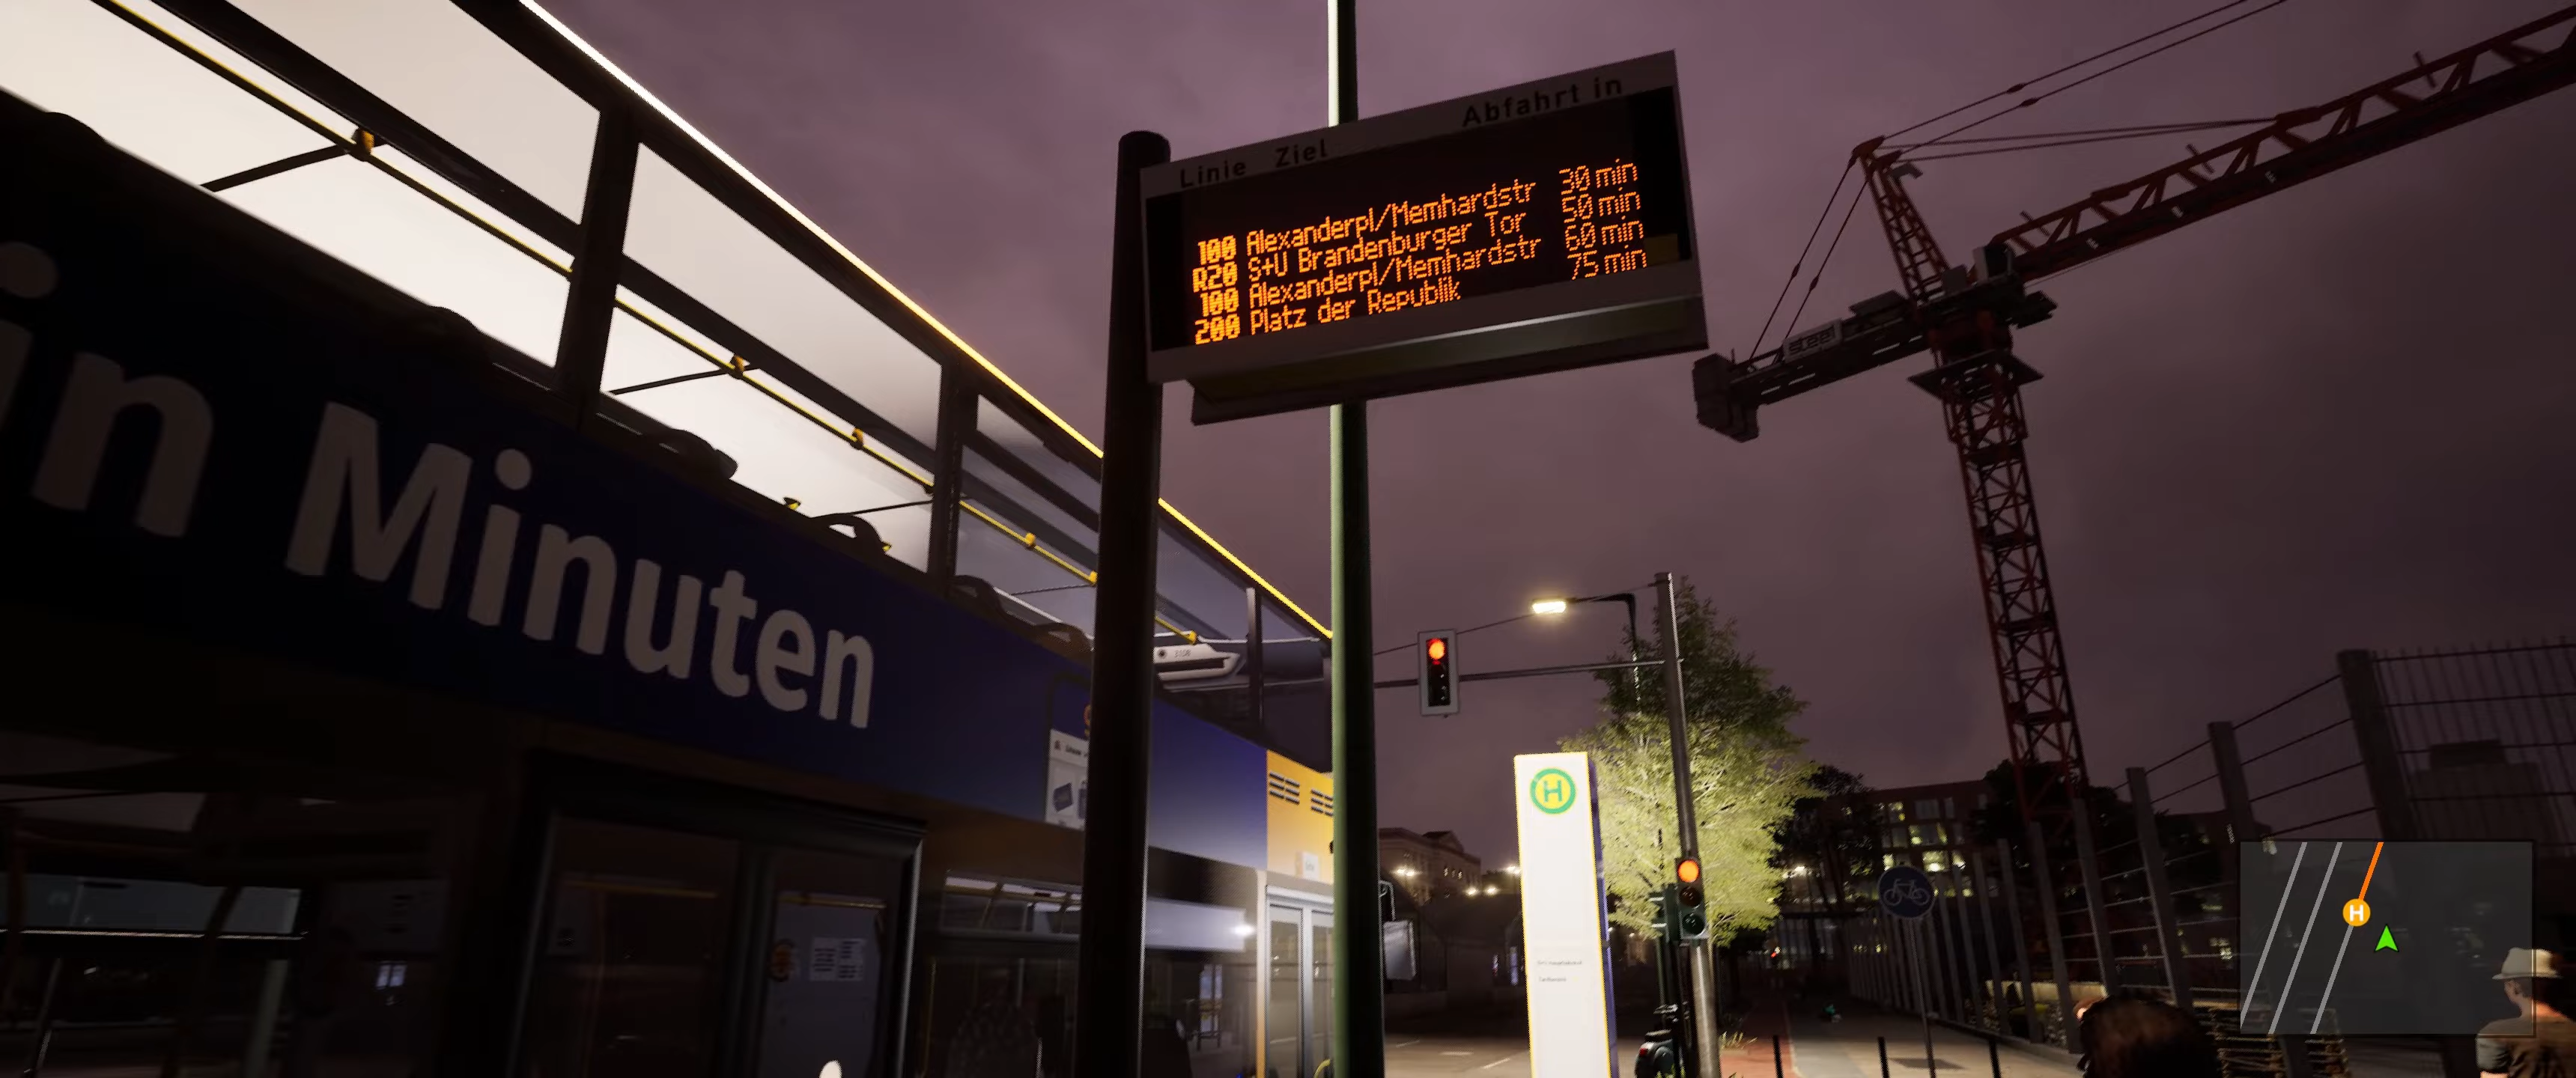 Linie Ziel Abfahrt in
100 Alexanderpl/Memhardstr 30 min
R20 S+U Brandenburger Tor 50 min
100 Alexanderpl/Memhardstr 60 min
200 Platz der Republik 75 min
in Minuten
steel
H
H